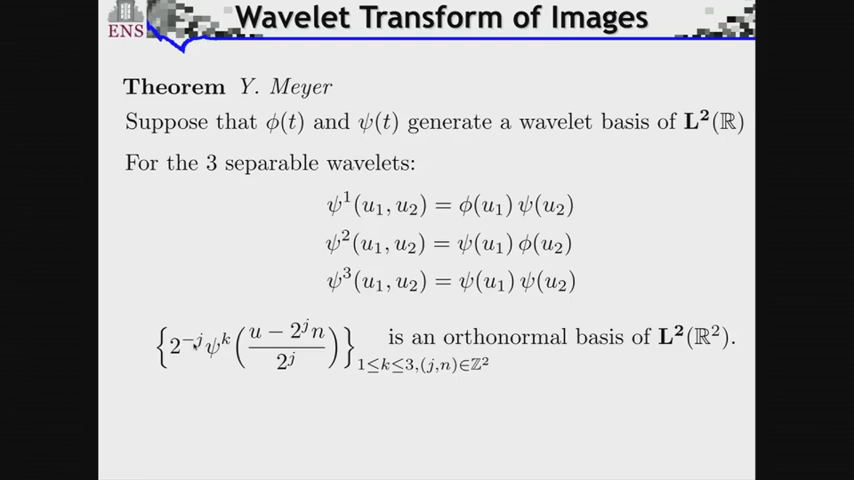 Wavelet Transform of Images
ENS
Theorem Y. Meyer
Suppose that ϕ(t) and ψ(t) generate a wavelet basis of L²(ℝ)
For the 3 separable wavelets:
ψ¹(u₁, u₂) = ϕ(u₁) ψ(u₂)
ψ²(u₁, u₂) = ψ(u₁) ϕ(u₂)
ψ³(u₁, u₂) = ψ(u₁) ψ(u₂)
{2⁻ʲψᵏ((u − 2ʲn)/2ʲ)}_{1≤k≤3,(j,n)∈ℤ²} is an orthonormal basis of L²(ℝ²).